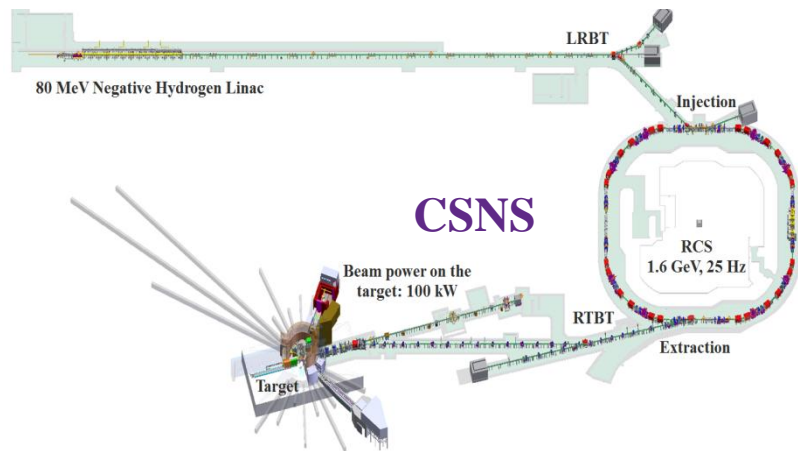 LRBT
80 MeV Negative Hydrogen Linac
Injection
CSNS
RCS
1.6 GeV, 25 Hz
Beam power on the
target: 100 kW
RTBT
Extraction
Target